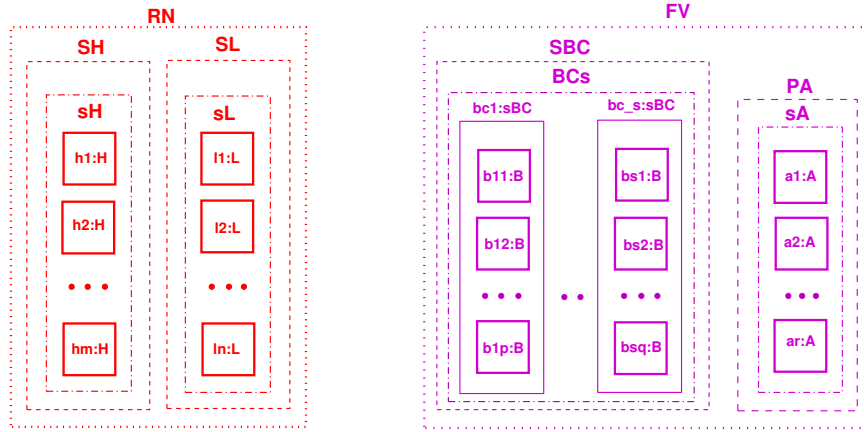 RN
SH
SL
sH
sL
h1:H
l1:L
h2:H
l2:L
• • •
• • •
hm:H
ln:L
FV
SBC
BCs
PA
bc1:sBC
bc_s:sBC
sA
b11:B
bs1:B
a1:A
b12:B
bs2:B
a2:A
• • •
• •
• • •
• • •
b1p:B
bsq:B
ar:A